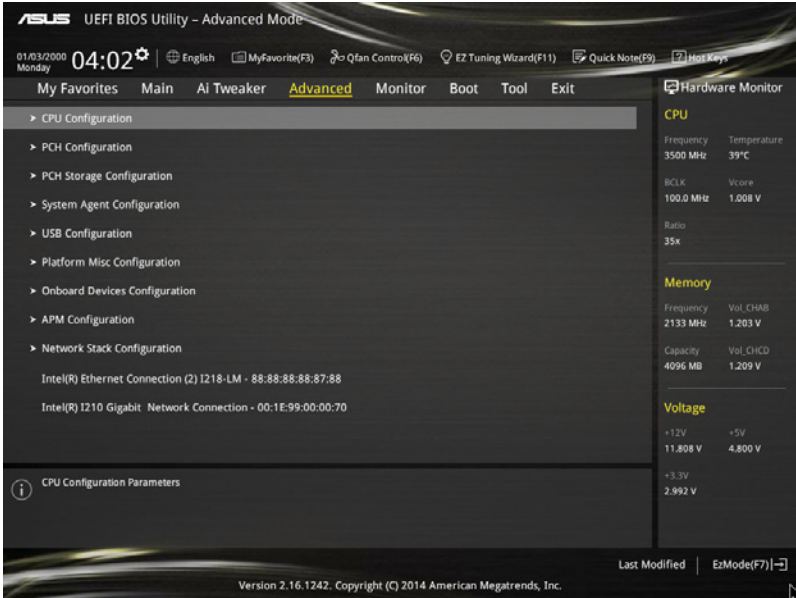 ASUS UEFI BIOS Utility – Advanced Mode
01/03/2000
Monday
04:02
English
MyFavorite(F3)
Qfan Control(F6)
EZ Tuning Wizard(F11)
Quick Note(F9)
Hot Keys
My Favorites
Main
Ai Tweaker
Advanced
Monitor
Boot
Tool
Exit
> CPU Configuration
> PCH Configuration
> PCH Storage Configuration
> System Agent Configuration
> USB Configuration
> Platform Misc Configuration
> Onboard Devices Configuration
> APM Configuration
> Network Stack Configuration
Intel(R) Ethernet Connection (2) I218-LM - 88:88:88:88:87:88
Intel(R) I210 Gigabit Network Connection - 00:1E:99:00:00:70
CPU Configuration Parameters
Hardware Monitor
CPU
Frequency Temperature
3500 MHz 39°C
BCLK Vcore
100.0 MHz 1.008 V
Ratio
35x
Memory
Frequency Vol_CHAB
2133 MHz 1.203 V
Capacity Vol_CHCD
4096 MB 1.209 V
Voltage
+12V +5V
11.808 V 4.800 V
+3.3V
2.992 V
Last Modified
EzMode(F7)
Version 2.16.1242. Copyright (C) 2014 American Megatrends, Inc.